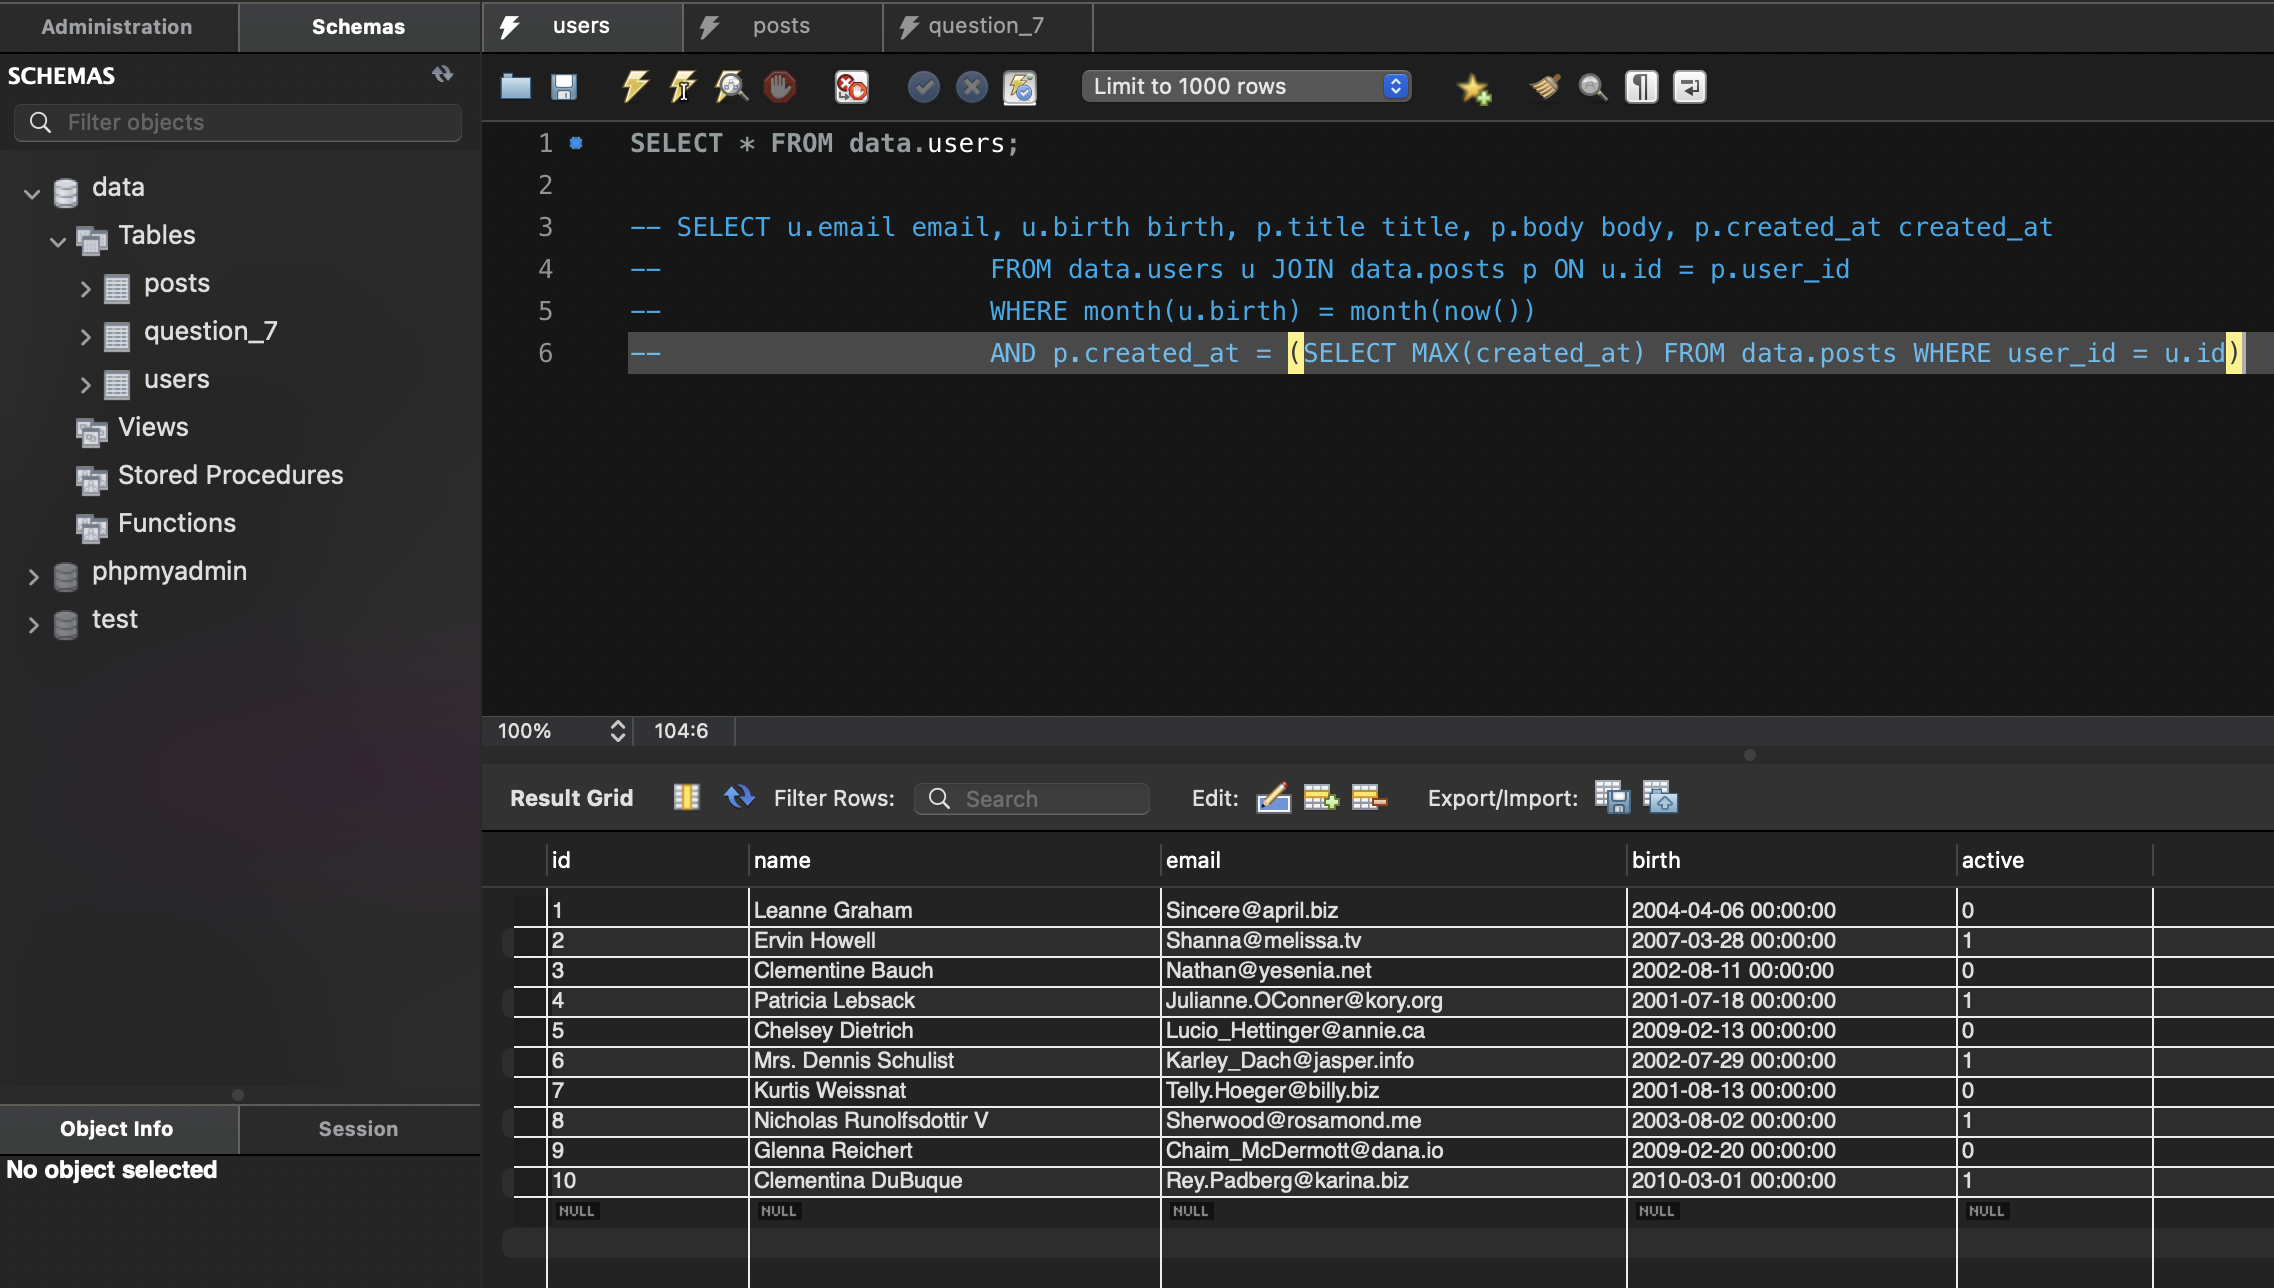 Administration
Schemas
users
posts
question_7
SCHEMAS
Filter objects
Limit to 1000 rows
data
Tables
posts
question_7
users
Views
Stored Procedures
Functions
phpmyadmin
test
1 SELECT * FROM data.users;
2
3 -- SELECT u.email email, u.birth birth, p.title title, p.body body, p.created_at created_at
4 -- FROM data.users u JOIN data.posts p ON u.id = p.user_id
5 -- WHERE month(u.birth) = month(now())
6 -- AND p.created_at = (SELECT MAX(created_at) FROM data.posts WHERE user_id = u.id)
100% 104:6
Result Grid Filter Rows: Search Edit: Export/Import:
id name email birth active
1 Leanne Graham Sincere@april.biz 2004-04-06 00:00:00 0
2 Ervin Howell Shanna@melissa.tv 2007-03-28 00:00:00 1
3 Clementine Bauch Nathan@yesenia.net 2002-08-11 00:00:00 0
4 Patricia Lebsack Julianne.OConner@kory.org 2001-07-18 00:00:00 1
5 Chelsey Dietrich Lucio_Hettinger@annie.ca 2009-02-13 00:00:00 0
6 Mrs. Dennis Schulist Karley_Dach@jasper.info 2002-07-29 00:00:00 1
7 Kurtis Weissnat Telly.Hoeger@billy.biz 2001-08-13 00:00:00 0
8 Nicholas Runolfsdottir V Sherwood@rosamond.me 2003-08-02 00:00:00 1
9 Glenna Reichert Chaim_McDermott@dana.io 2009-02-20 00:00:00 0
10 Clementina DuBuque Rey.Padberg@karina.biz 2010-03-01 00:00:00 1
NULL NULL NULL NULL NULL
Object Info Session
No object selected